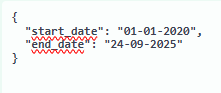 {
"start_date": "01-01-2020",
"end_date": "24-09-2025"
}